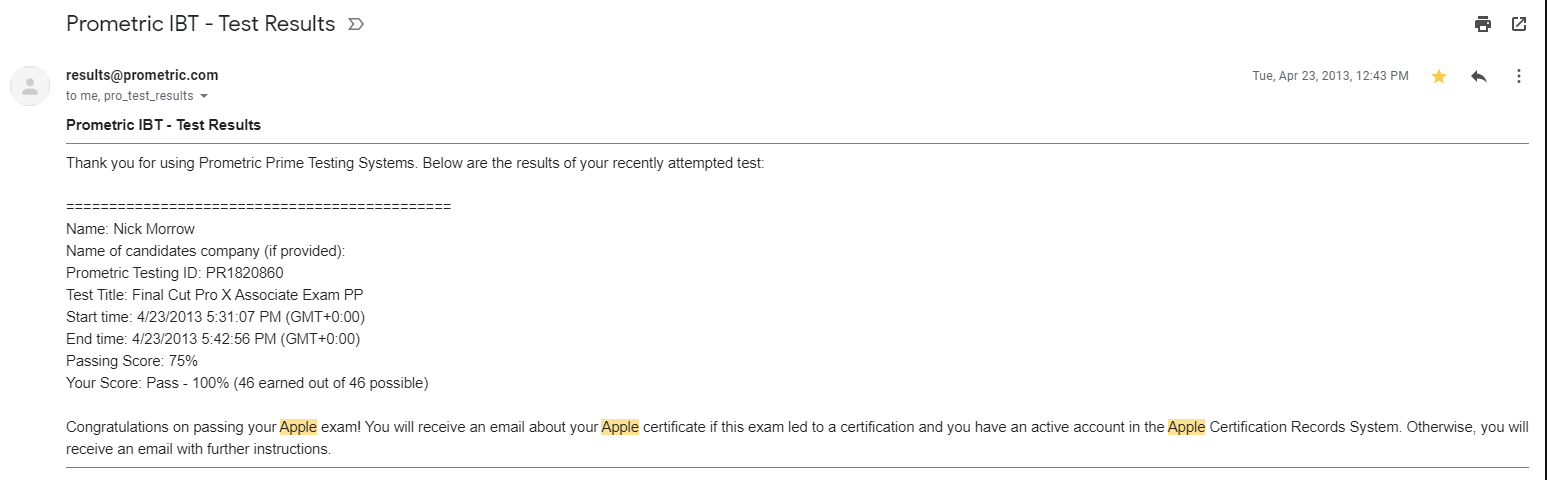 Prometric IBT - Test Results
results@prometric.com
Tue, Apr 23, 2013, 12:43 PM
to me, pro_test_results
Prometric IBT - Test Results
Thank you for using Prometric Prime Testing Systems. Below are the results of your recently attempted test:
=============================================
Name: Nick Morrow
Name of candidates company (if provided):
Prometric Testing ID: PR1820860
Test Title: Final Cut Pro X Associate Exam PP
Start time: 4/23/2013 5:31:07 PM (GMT+0:00)
End time: 4/23/2013 5:42:56 PM (GMT+0:00)
Passing Score: 75%
Your Score: Pass - 100% (46 earned out of 46 possible)
Congratulations on passing your Apple exam! You will receive an email about your Apple certificate if this exam led to a certification and you have an active account in the Apple Certification Records System. Otherwise, you will
receive an email with further instructions.